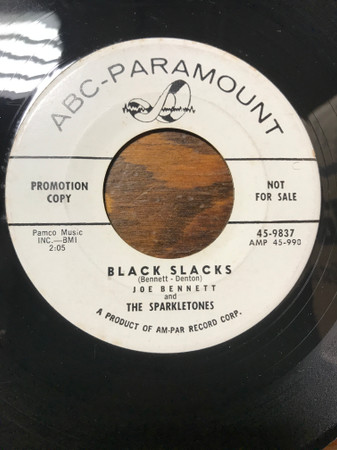 ABC-PARAMOUNT
PROMOTION
COPY
NOT
FOR SALE
Pamco Music
INC.—BMI
2:05
45-9837
AMP 45-990
BLACK SLACKS
(Bennett - Denton)
JOE BENNETT
and
THE SPARKLETONES
A PRODUCT OF AM-PAR RECORD CORP.